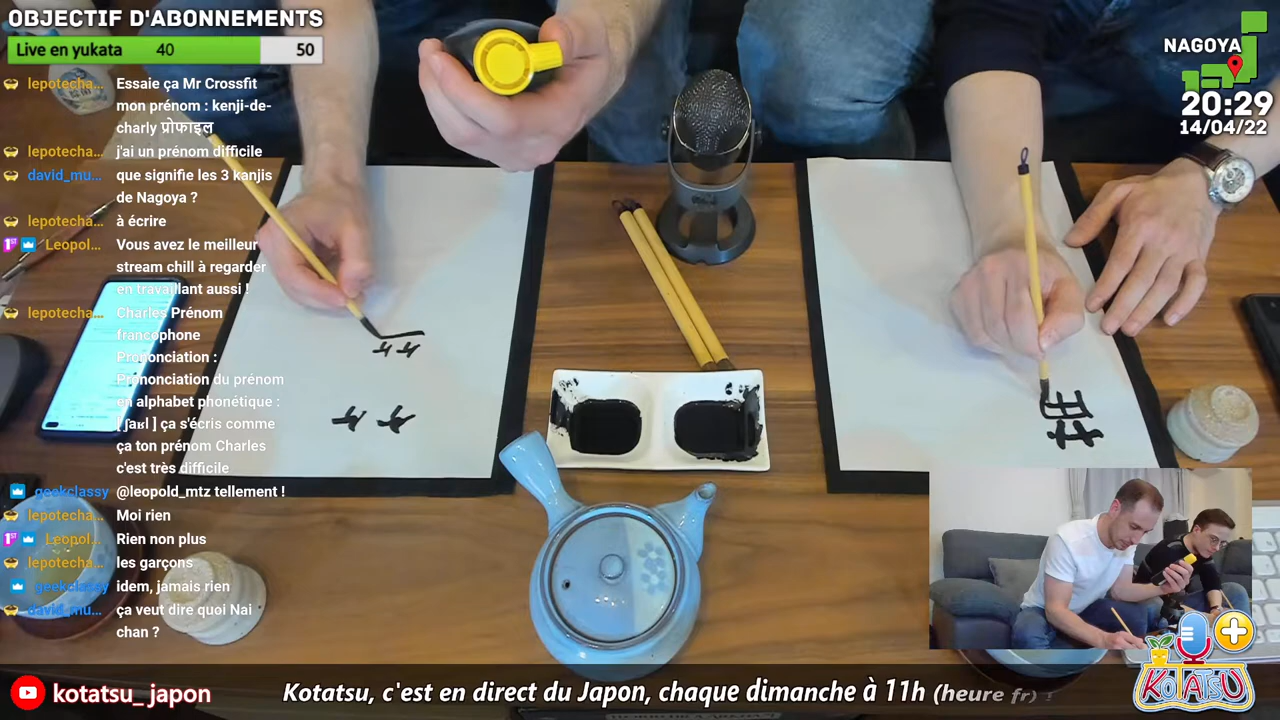 OBJECTIF D'ABONNEMENTS
Live en yukata 40 50
lepotecha... Essaie ça Mr Crossfit
mon prénom : kenji-de-
charly प्रोफाइल
lepotecha... j'ai un prénom difficile
david_mu... que signifie les 3 kanjis
de Nagoya ?
lepotecha... à écrire
Leopol... Vous avez le meilleur
stream chill à regarder
en travaillant aussi !
lepotecha... Charles Prénom
francophone
Prononciation :
Prononciation du prénom
en alphabet phonétique :
[ ʃaʁl ] ça s'écris comme
ça ton prénom Charles
c'est très difficile
geekclassy @leopold_mtz tellement !
lepotecha... Moi rien
Leopol... Rien non plus
lepotecha... les garçons
geekclassy idem, jamais rien
david_mu... ça veut dire quoi Nai
chan ?
NAGOYA
20:29
14/04/22
KOTATSU
kotatsu_japon
Kotatsu, c'est en direct du Japon, chaque dimanche à 11h (heure fr) !